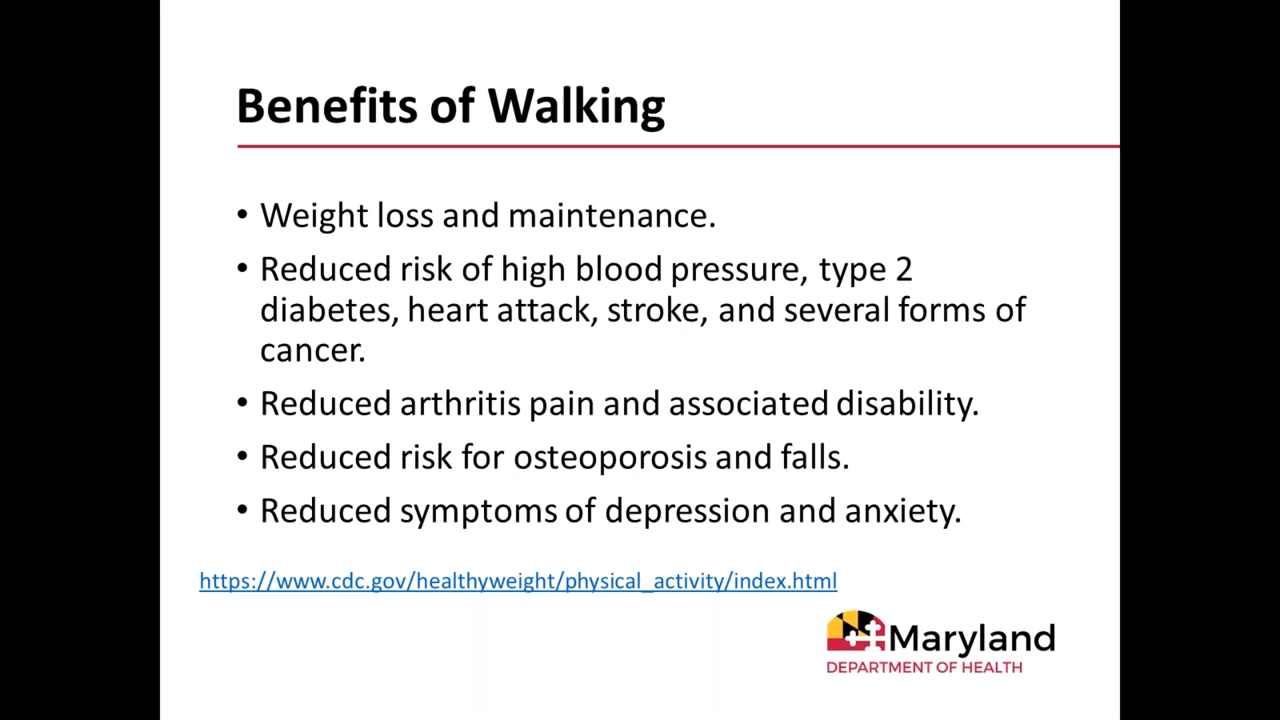 Benefits of Walking
• Weight loss and maintenance.
• Reduced risk of high blood pressure, type 2
diabetes, heart attack, stroke, and several forms of
cancer.
• Reduced arthritis pain and associated disability.
• Reduced risk for osteoporosis and falls.
• Reduced symptoms of depression and anxiety.
https://www.cdc.gov/healthyweight/physical_activity/index.html
Maryland
DEPARTMENT OF HEALTH